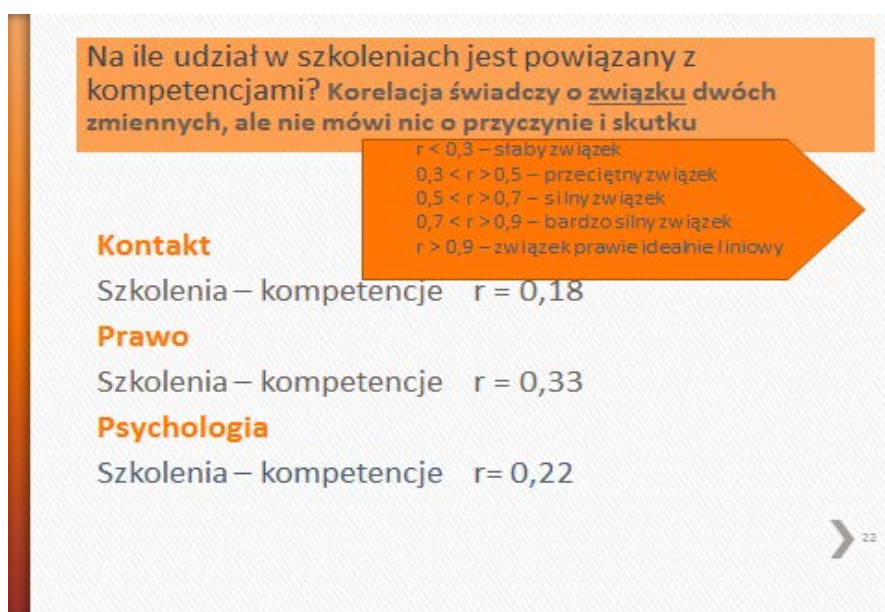 Na ile udział w szkoleniach jest powiązany z
kompetencjami? Korelacja świadczy o związku dwóch
zmiennych, ale nie mówi nic o przyczynie i skutku
r < 0,3 – słaby związek
0,3 < r > 0,5 – przeciętny związek
0,5 < r > 0,7 – silny związek
0,7 < r > 0,9 – bardzo silny związek
r > 0,9 – związek prawie idealnie liniowy
Kontakt
Szkolenia – kompetencje r = 0,18
Prawo
Szkolenia – kompetencje r = 0,33
Psychologia
Szkolenia – kompetencje r= 0,22
22